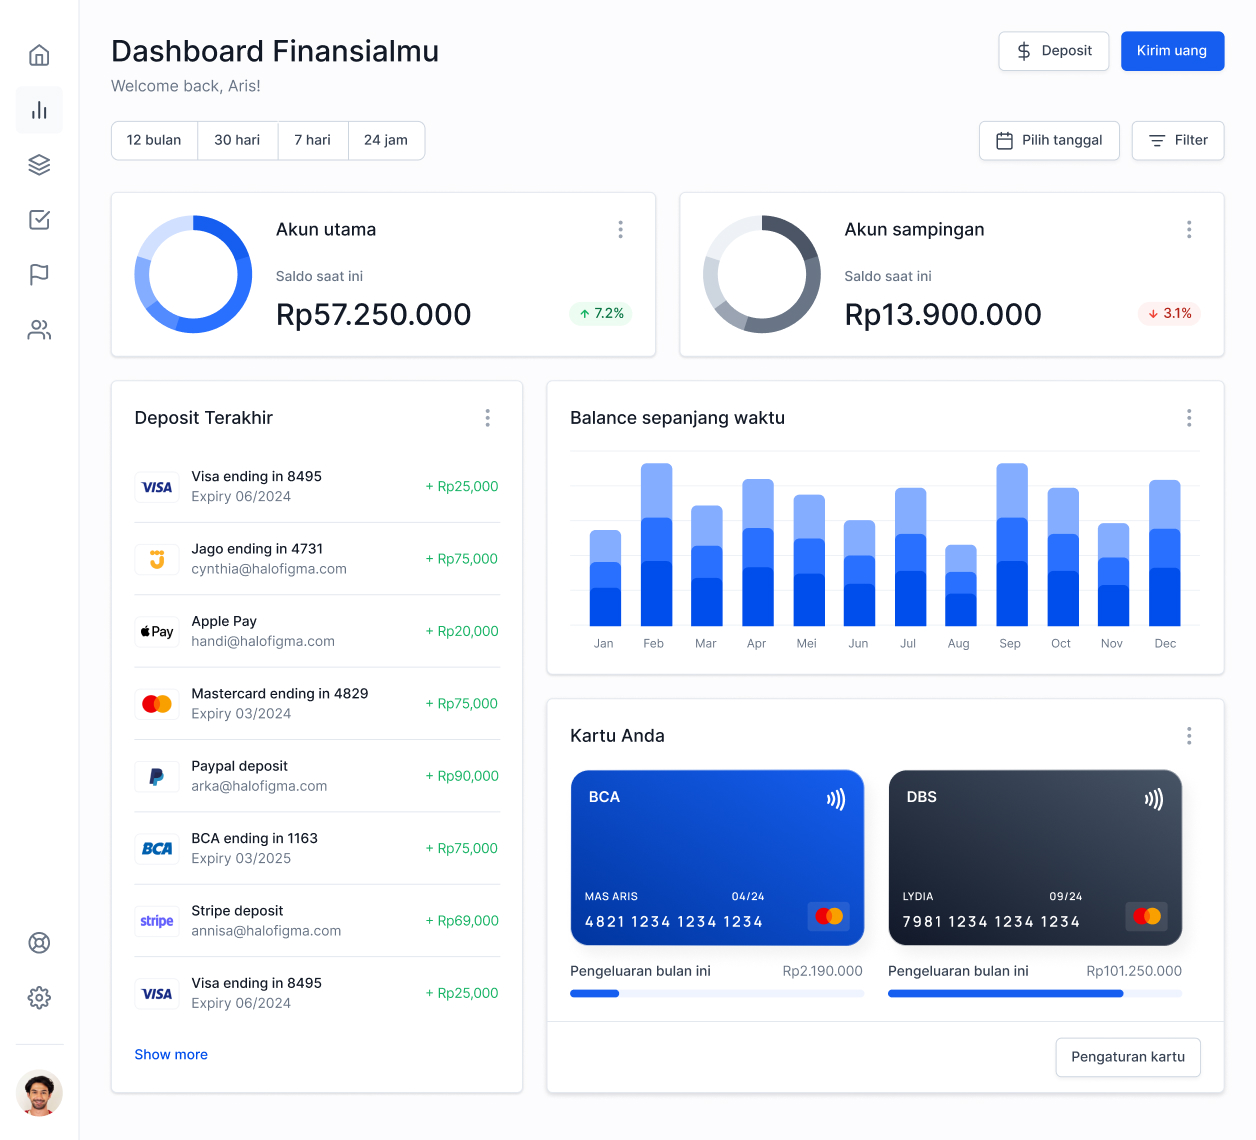 Dashboard Finansialmu
Welcome back, Aris!
Deposit
Kirim uang
12 bulan
30 hari
7 hari
24 jam
Pilih tanggal
Filter
Akun utama
Saldo saat ini
Rp57.250.000
7.2%
Akun sampingan
Saldo saat ini
Rp13.900.000
3.1%
Deposit Terakhir
VISA
Visa ending in 8495
Expiry 06/2024
+ Rp25,000
Jago ending in 4731
cynthia@halofigma.com
+ Rp75,000
Pay
Apple Pay
handi@halofigma.com
+ Rp20,000
Mastercard ending in 4829
Expiry 03/2024
+ Rp75,000
Paypal deposit
arka@halofigma.com
+ Rp90,000
BCA
BCA ending in 1163
Expiry 03/2025
+ Rp75,000
stripe
Stripe deposit
annisa@halofigma.com
+ Rp69,000
VISA
Visa ending in 8495
Expiry 06/2024
+ Rp25,000
Show more
Balance sepanjang waktu
Jan Feb Mar Apr Mei Jun Jul Aug Sep Oct Nov Dec
Kartu Anda
BCA
MAS ARIS 04/24
4821 1234 1234 1234
Pengeluaran bulan ini Rp2.190.000
DBS
LYDIA 09/24
7981 1234 1234 1234
Pengeluaran bulan ini Rp101.250.000
Pengaturan kartu